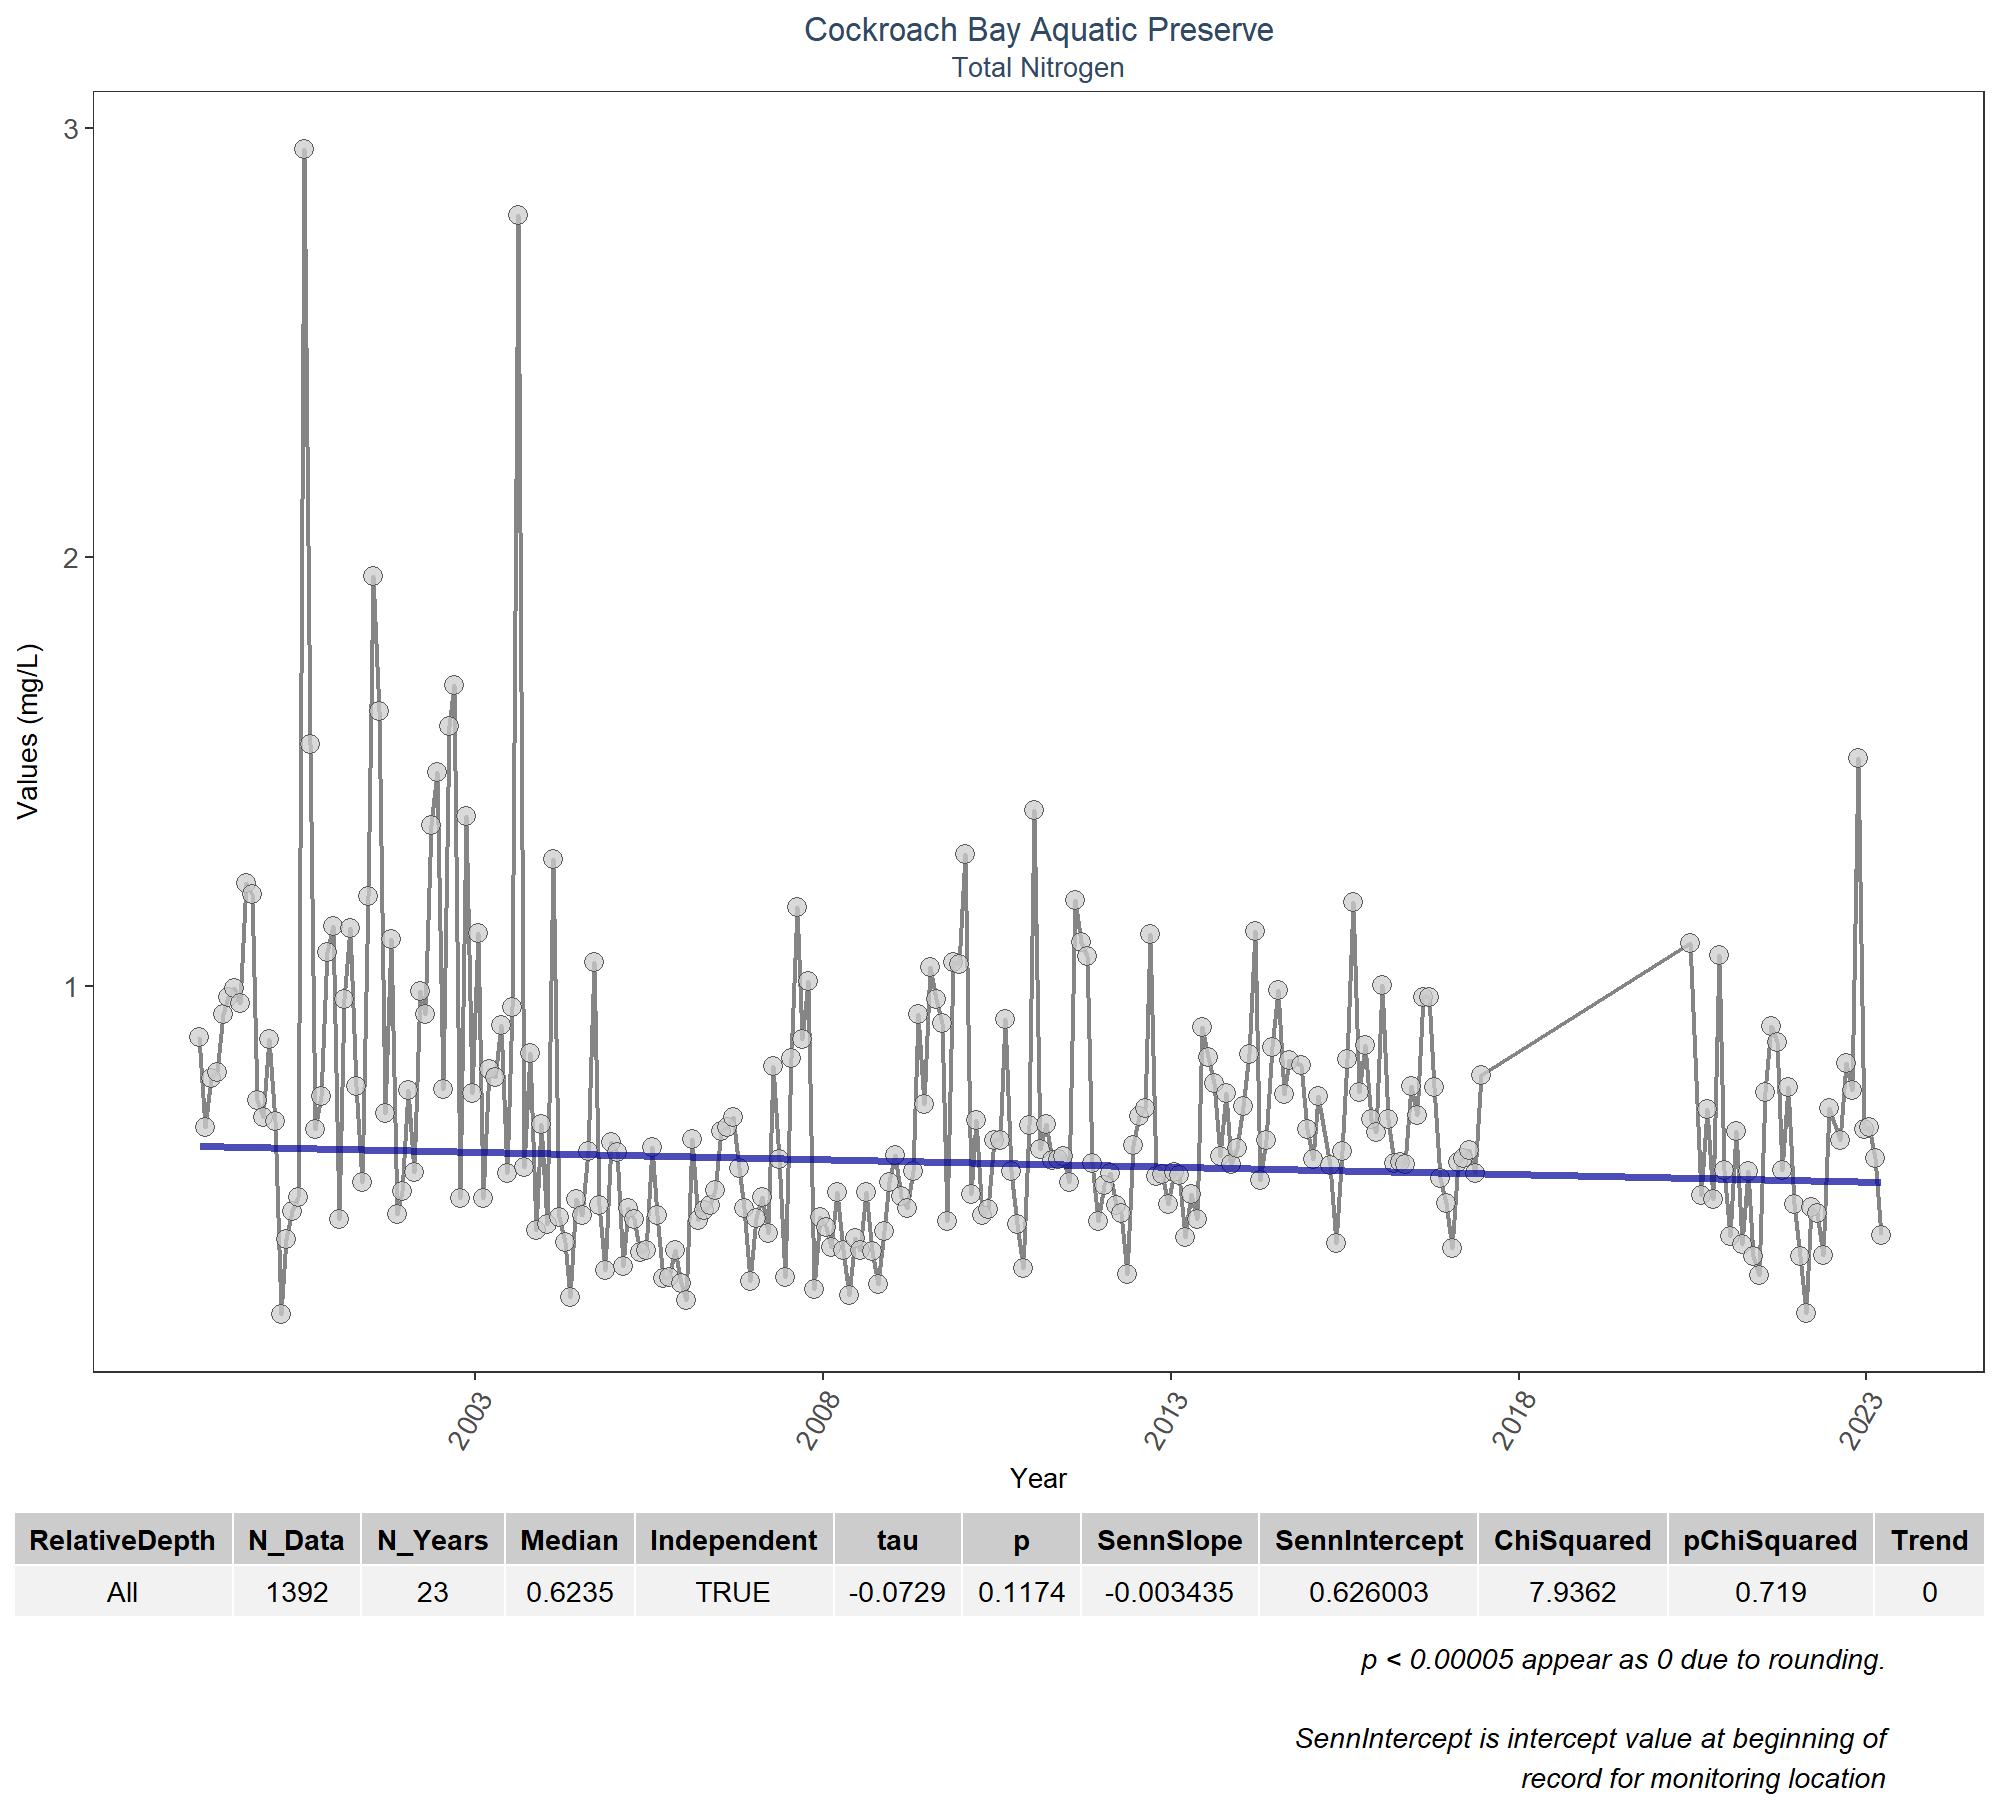 Cockroach Bay Aquatic Preserve
Total Nitrogen
Values (mg/L)
3
2
1
2003
2008
2013
2018
2023
Year
RelativeDepth N_Data N_Years Median Independent tau p SennSlope SennIntercept ChiSquared pChiSquared Trend
All 1392 23 0.6235 TRUE -0.0729 0.1174 -0.003435 0.626003 7.9362 0.719 0
p < 0.00005 appear as 0 due to rounding.
SennIntercept is intercept value at beginning of
record for monitoring location